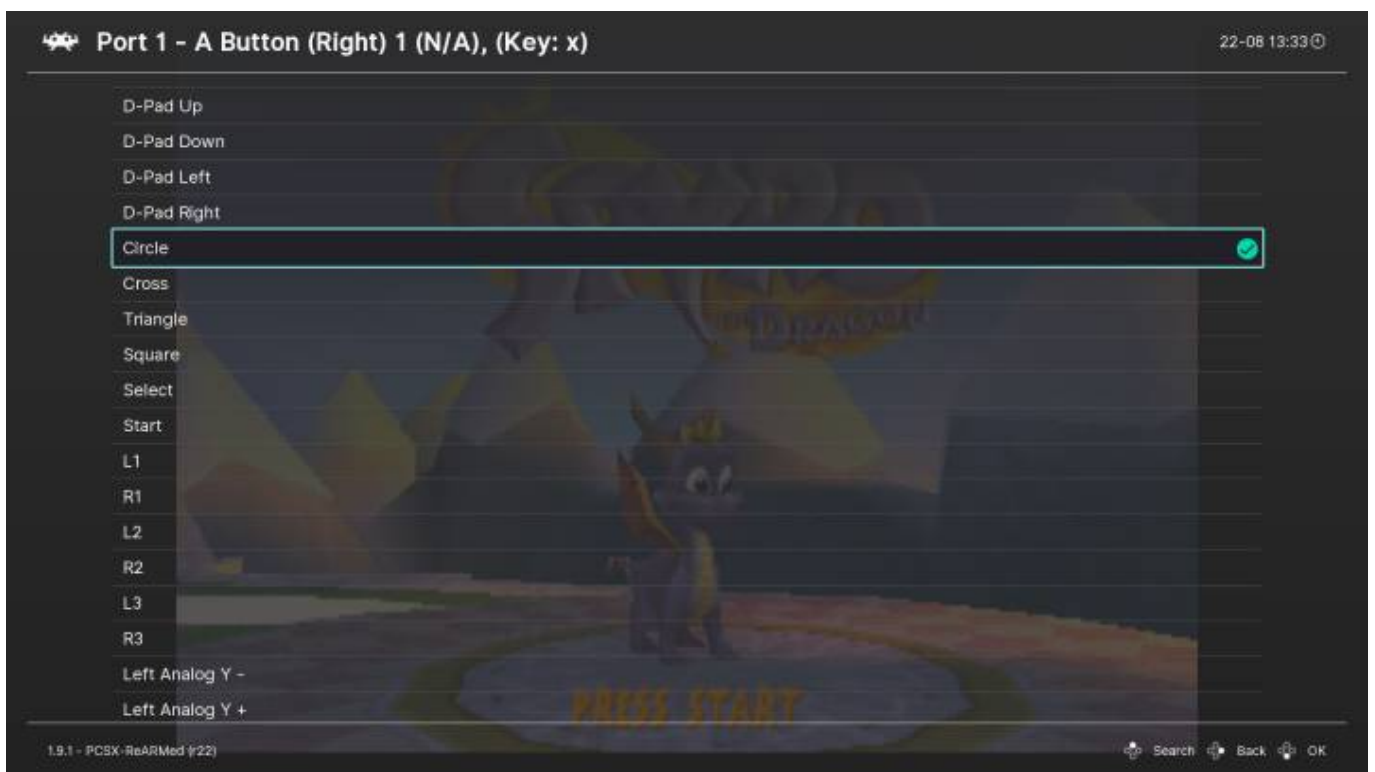 Port 1 - A Button (Right) 1 (N/A), (Key: x)
22-08 13:33
D-Pad Up
D-Pad Down
D-Pad Left
D-Pad Right
Circle
Cross
Triangle
Square
Select
Start
L1
R1
L2
R2
L3
R3
Left Analog Y -
Left Analog Y +
PRESS START
1.9.1 - PCSX-ReARMed (r22)
Search Back OK